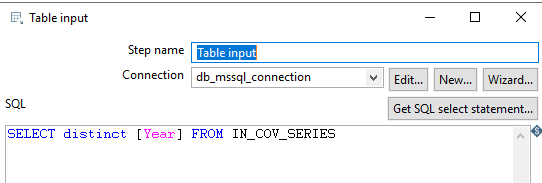 Table input
Step name Table input
Connection db_mssql_connection Edit... New... Wizard...
SQL Get SQL select statement...
SELECT distinct [Year] FROM IN_COV_SERIES